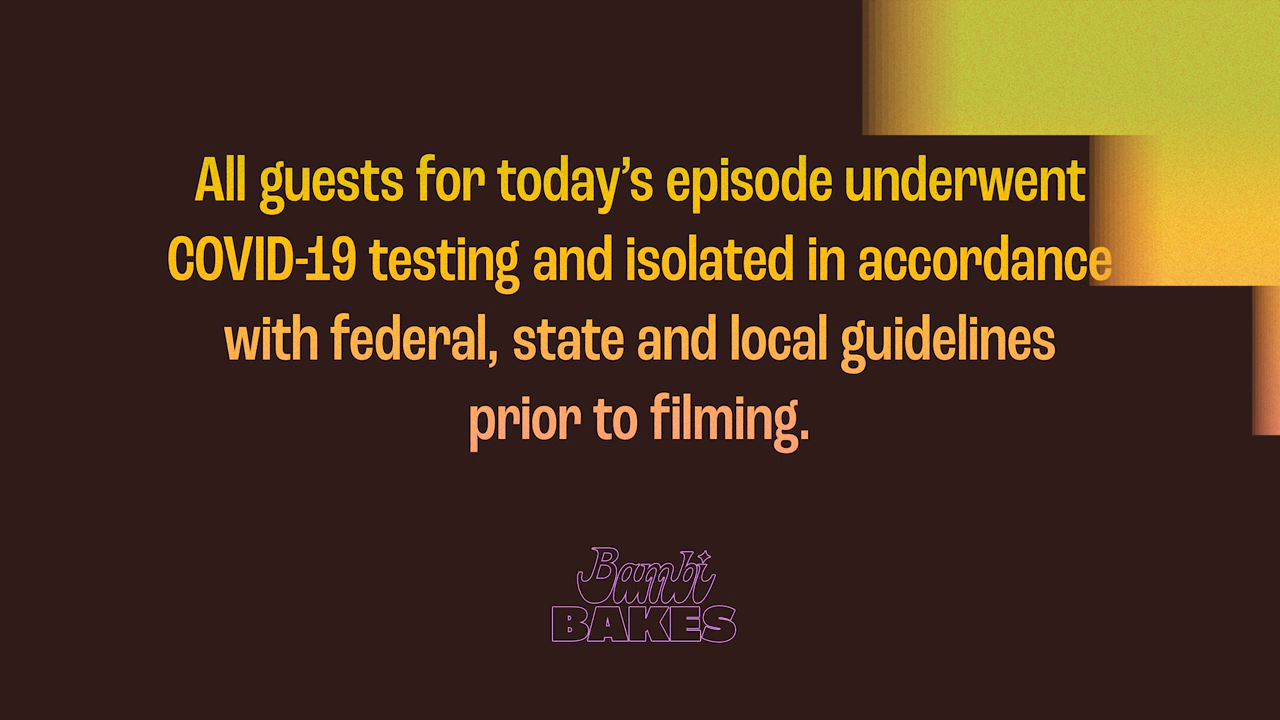 All guests for today’s episode underwent
COVID-19 testing and isolated in accordance
with federal, state and local guidelines
prior to filming.
Bambi
BAKES